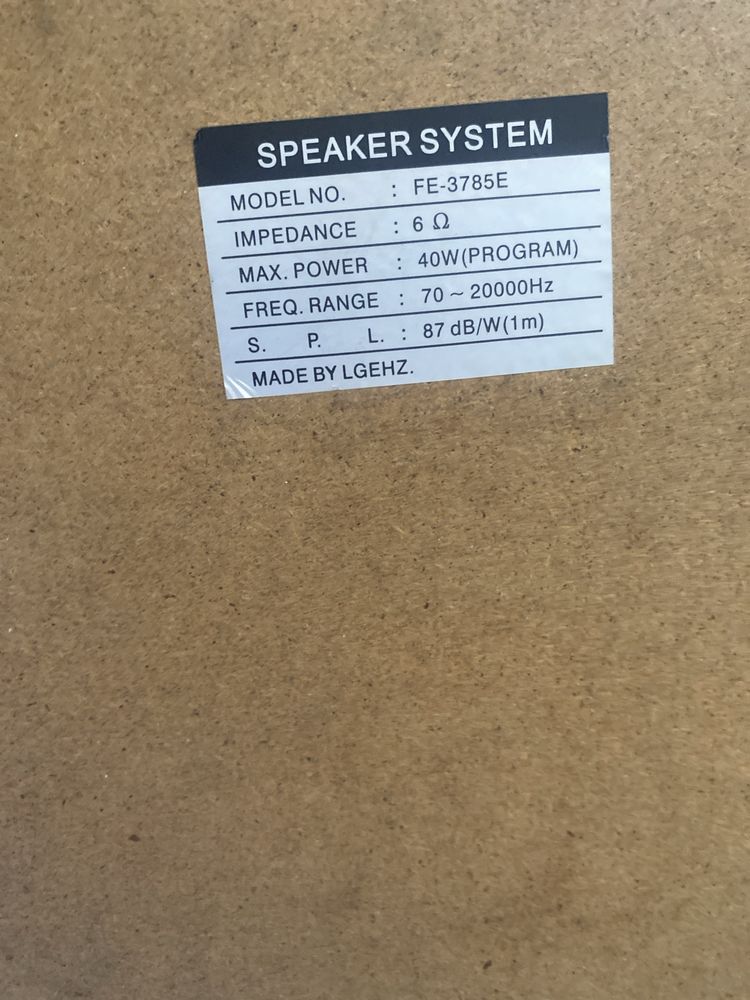 SPEAKER SYSTEM
MODEL NO. : FE-3785E
IMPEDANCE : 6 Ω
MAX. POWER : 40W(PROGRAM)
FREQ. RANGE : 70 ~ 20000Hz
S. P. L. : 87 dB/W(1m)
MADE BY LGEHZ.